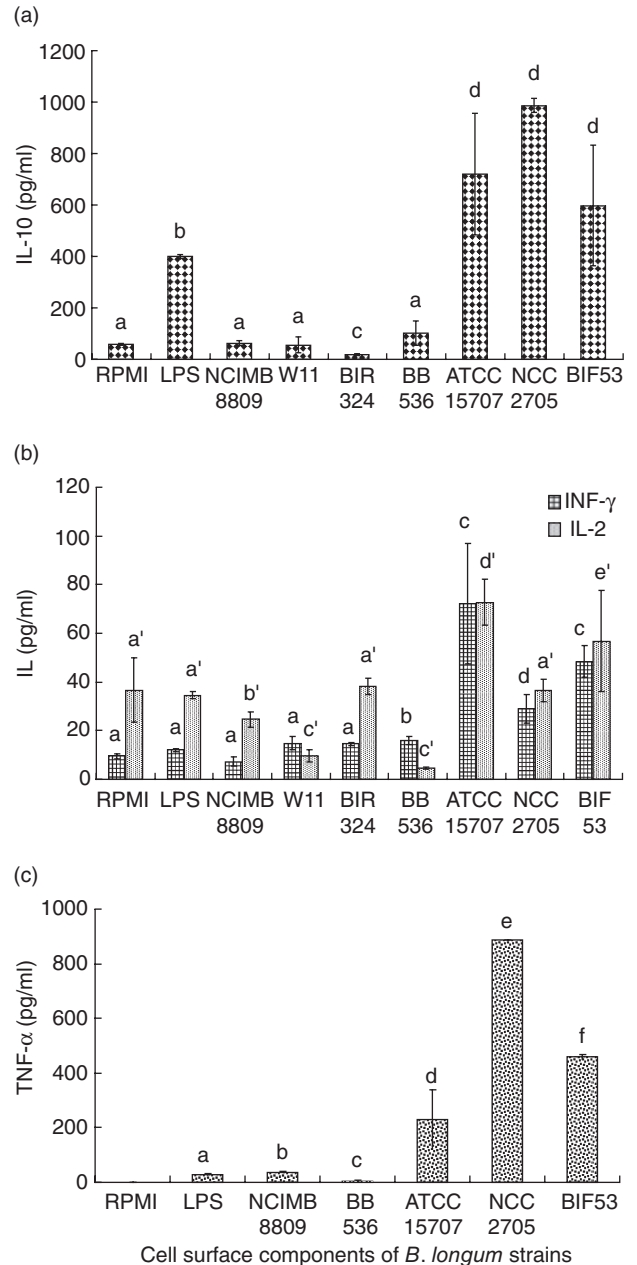 (a)
1200
1000
800
600
400
200
0
IL-10 (pg/ml)
a
b
a
a
c
a
d
d
d
RPMI LPS NCIMB W11 BIR BB ATCC NCC BIF53
8809 324 536 15707 2705
(b)
120
100
80
60
40
20
0
IL (pg/ml)
INF-γ
IL-2
a a'
a a'
a b'
a c'
a a'
b c'
c d'
d a'
c e'
RPMI LPS NCIMB W11 BIR BB ATCC NCC BIF
8809 324 536 15707 2705 53
(c)
1000
800
600
400
200
0
TNF-α (pg/ml)
a
b
c
d
e
f
RPMI LPS NCIMB BB ATCC NCC BIF53
8809 536 15707 2705
Cell surface components of B. longum strains